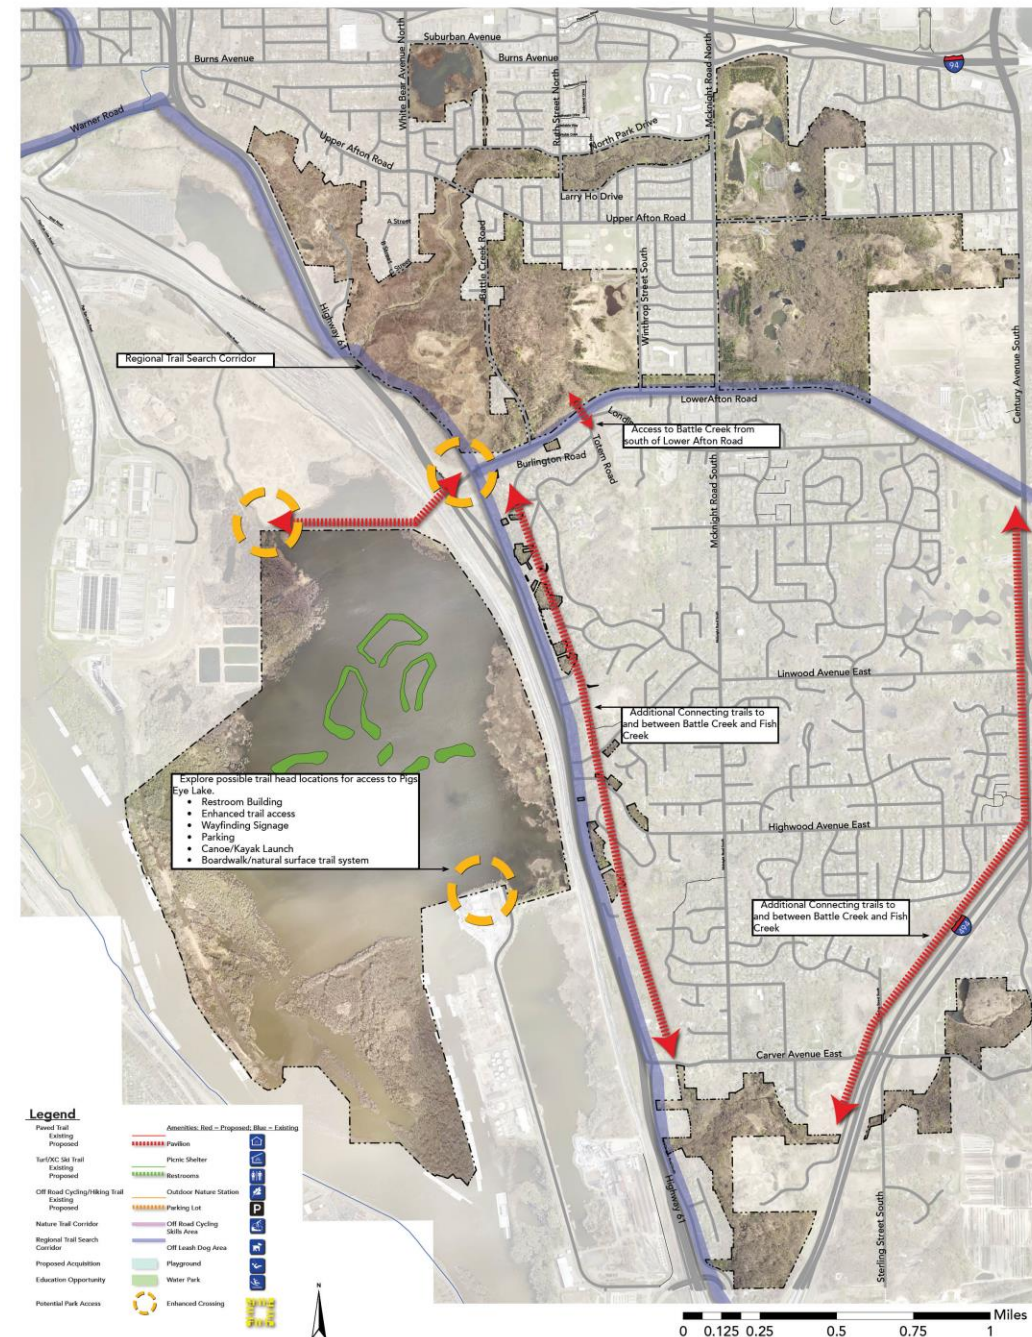 Suburban Avenue
Burns Avenue
Burns Avenue
94
White Bear Avenue North
Ruth Street North
Mcknight Road North
Warner Road
Upper Afton Road
North Park Drive
Larry Ho Drive
A Street
B Street
Street
Battle Creek Road
Upper Afton Road
Winthrop Street South
Century Avenue South
Highway 61
Regional Trail Search Corridor
LowerAfton Road
Londi
Access to Battle Creek from
south of Lower Afton Road
Totem Road
Burlington Road
Mcknight Road South
Linwood Avenue East
Additional Connecting trails to
and between Battle Creek and Fish
Creek
Explore possible trail head locations for access to Pigs
Eye Lake.
• Restroom Building
• Enhanced trail access
• Wayfinding Signage
• Parking
• Canoe/Kayak Launch
• Boardwalk/natural surface trail system
Highwood Avenue East
Additional Connecting trails to
and between Battle Creek and Fish
Creek
494
Carver Avenue East
Highway 61
Sterling Street South
Legend
Paved Trail
Existing
Proposed
Turf/XC Ski Trail
Existing
Proposed
Off Road Cycling/Hiking Trail
Existing
Proposed
Nature Trail Corridor
Regional Trail Search
Corridor
Proposed Acquisition
Education Opportunity
Potential Park Access
Amenities: Red = Proposed; Blue = Existing
Pavilion
Picnic Shelter
Restrooms
Outdoor Nature Station
Parking Lot
P
Off Road Cycling
Skills Area
Off Leash Dog Area
Playground
Water Park
Enhanced Crossing
N
Miles
0 0.125 0.25 0.5 0.75 1